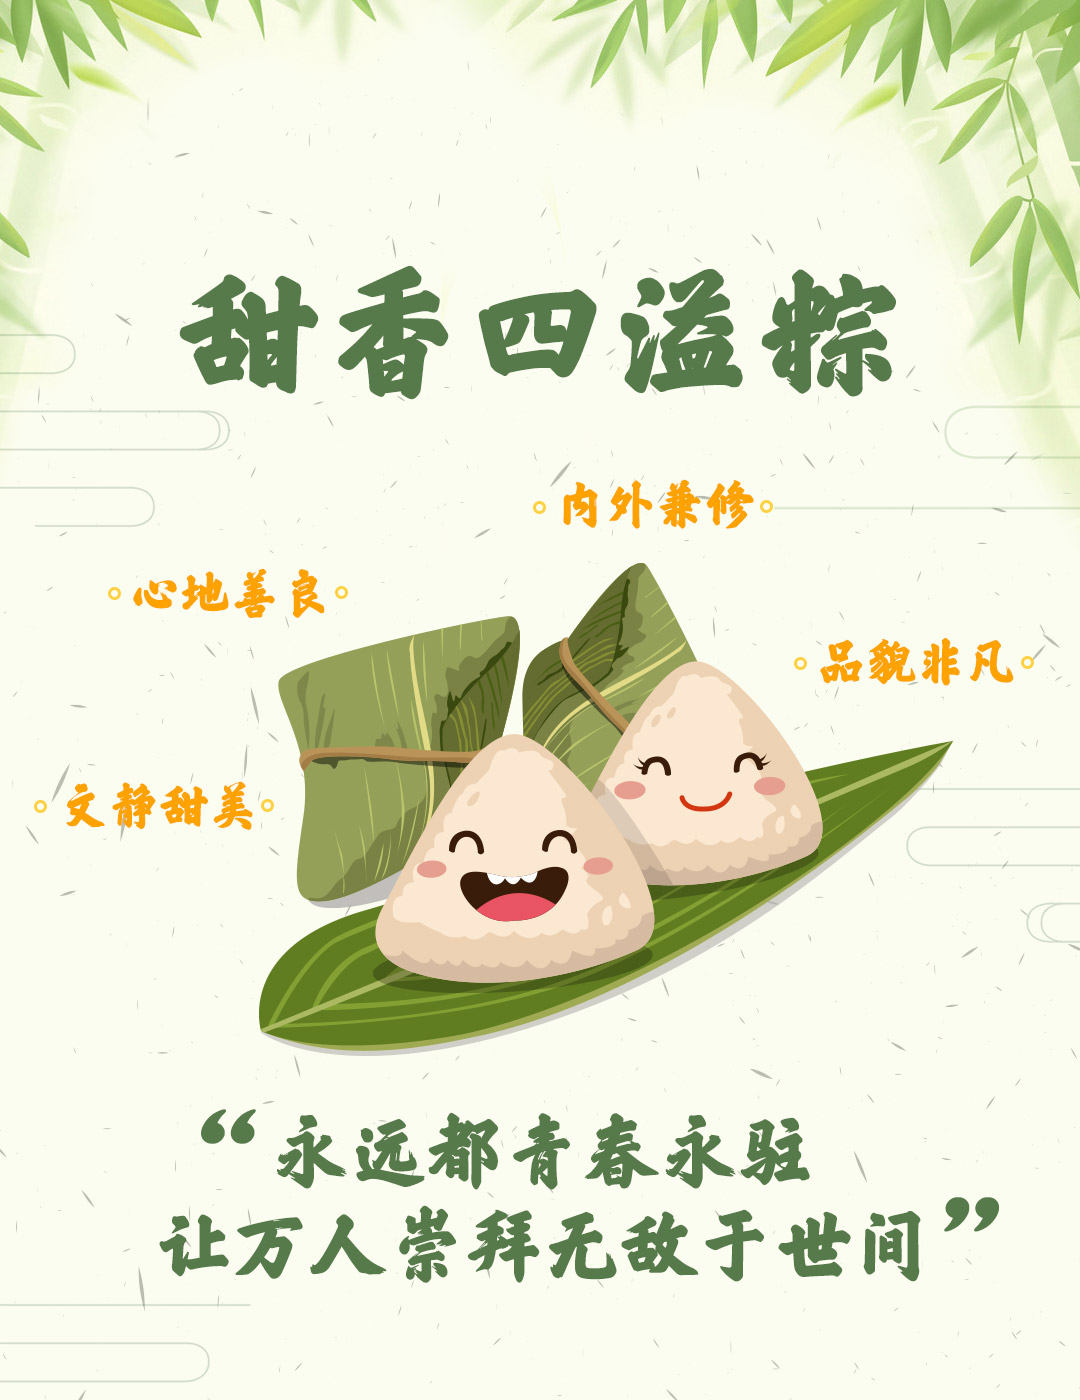 甜香四溢粽
内外兼修
心地善良
品貌非凡
文静甜美
“永远都青春永驻
让万人崇拜无敌于世间”